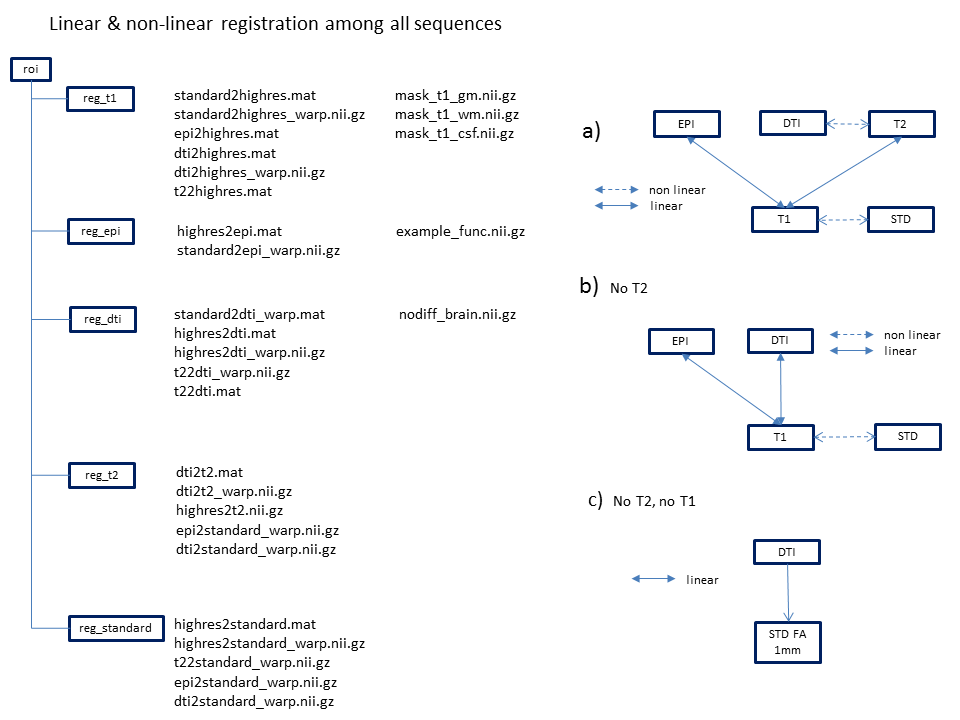 Linear & non-linear registration among all sequences
roi
reg_t1
standard2highres.mat
standard2highres_warp.nii.gz
epi2highres.mat
dti2highres.mat
dti2highres_warp.nii.gz
t22highres.mat
mask_t1_gm.nii.gz
mask_t1_wm.nii.gz
mask_t1_csf.nii.gz
reg_epi
highres2epi.mat
standard2epi_warp.nii.gz
example_func.nii.gz
reg_dti
standard2dti_warp.mat
highres2dti.mat
highres2dti_warp.nii.gz
t22dti_warp.nii.gz
t22dti.mat
nodiff_brain.nii.gz
reg_t2
dti2t2.mat
dti2t2_warp.nii.gz
highres2t2.nii.gz
epi2standard_warp.nii.gz
dti2standard_warp.nii.gz
reg_standard
highres2standard.mat
highres2standard_warp.nii.gz
t22standard_warp.nii.gz
epi2standard_warp.nii.gz
dti2standard_warp.nii.gz
a)
EPI
DTI
T2
non linear
linear
T1
STD
b) No T2
EPI
DTI
non linear
linear
T1
STD
c) No T2, no T1
DTI
linear
STD FA
1mm